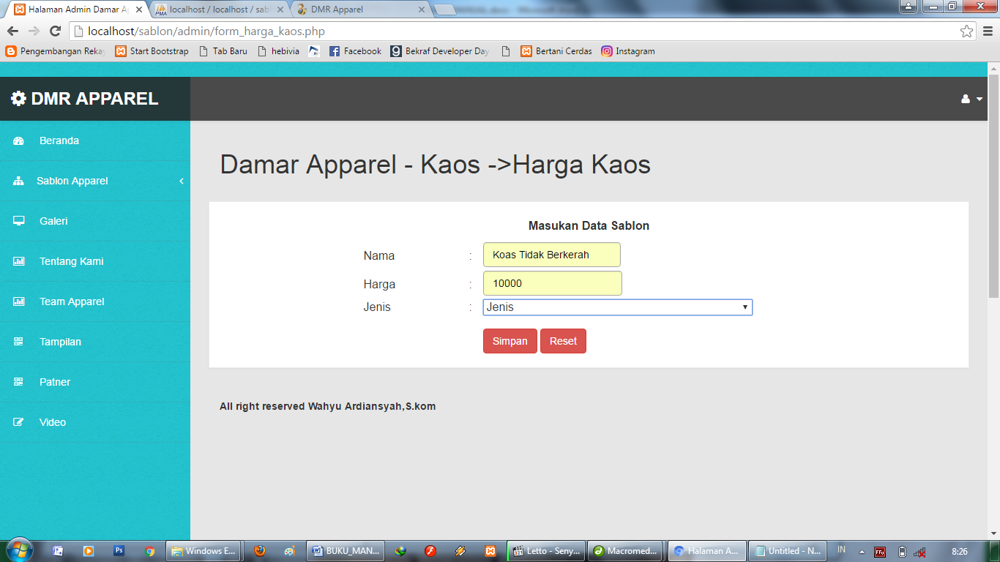 Halaman Admin Damar Ap
localhost / localhost / sabl
DMR Apparel
localhost/sablon/admin/form_harga_kaos.php
Pengembangan Reka
Start Bootstrap
Tab Baru
hebivia
Facebook
Bekraf Developer Day
Bertani Cerdas
Instagram
DMR APPAREL
Beranda
Sablon Apparel
Galeri
Tentang Kami
Team Apparel
Tampilan
Patner
Video
Damar Apparel - Kaos ->Harga Kaos
Masukan Data Sablon
Nama : Koas Tidak Berkerah
Harga : 10000
Jenis : Jenis
Simpan Reset
All right reserved Wahyu Ardiansyah,S.kom
Windows E...
BUKU_MAN...
Letto - Seny...
Macromed...
Halaman A...
Untitled - N...
IN
8:26